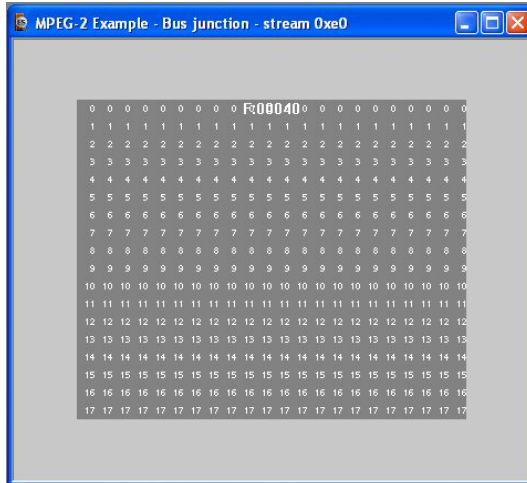 ES MPEG-2 Example - Bus junction - stream 0xe0
0 0 0 0 0 0 0 0 0 F:00040 0 0 0 0 0 0 0 0 0 0
1 1 1 1 1 1 1 1 1 1 1 1 1 1 1 1 1 1 1 1 1 1
2 2 2 2 2 2 2 2 2 2 2 2 2 2 2 2 2 2 2 2 2 2
3 3 3 3 3 3 3 3 3 3 3 3 3 3 3 3 3 3 3 3 3 3
4 4 4 4 4 4 4 4 4 4 4 4 4 4 4 4 4 4 4 4 4 4
5 5 5 5 5 5 5 5 5 5 5 5 5 5 5 5 5 5 5 5 5 5
6 6 6 6 6 6 6 6 6 6 6 6 6 6 6 6 6 6 6 6 6 6
7 7 7 7 7 7 7 7 7 7 7 7 7 7 7 7 7 7 7 7 7 7
8 8 8 8 8 8 8 8 8 8 8 8 8 8 8 8 8 8 8 8 8 8
9 9 9 9 9 9 9 9 9 9 9 9 9 9 9 9 9 9 9 9 9 9
10 10 10 10 10 10 10 10 10 10 10 10 10 10 10 10 10 10 10 10 10 10
11 11 11 11 11 11 11 11 11 11 11 11 11 11 11 11 11 11 11 11 11 11
12 12 12 12 12 12 12 12 12 12 12 12 12 12 12 12 12 12 12 12 12 12
13 13 13 13 13 13 13 13 13 13 13 13 13 13 13 13 13 13 13 13 13 13
14 14 14 14 14 14 14 14 14 14 14 14 14 14 14 14 14 14 14 14 14 14
15 15 15 15 15 15 15 15 15 15 15 15 15 15 15 15 15 15 15 15 15 15
16 16 16 16 16 16 16 16 16 16 16 16 16 16 16 16 16 16 16 16 16 16
17 17 17 17 17 17 17 17 17 17 17 17 17 17 17 17 17 17 17 17 17 17